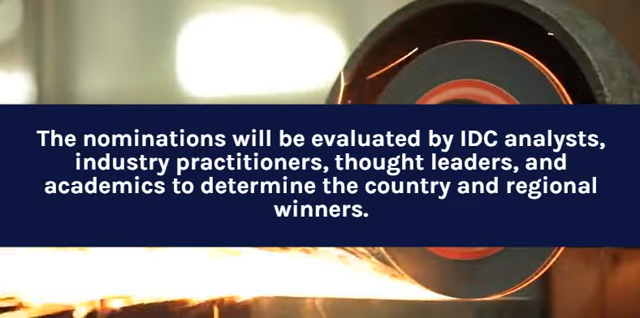 The nominations will be evaluated by IDC analysts,
industry practitioners, thought leaders, and
academics to determine the country and regional
winners.